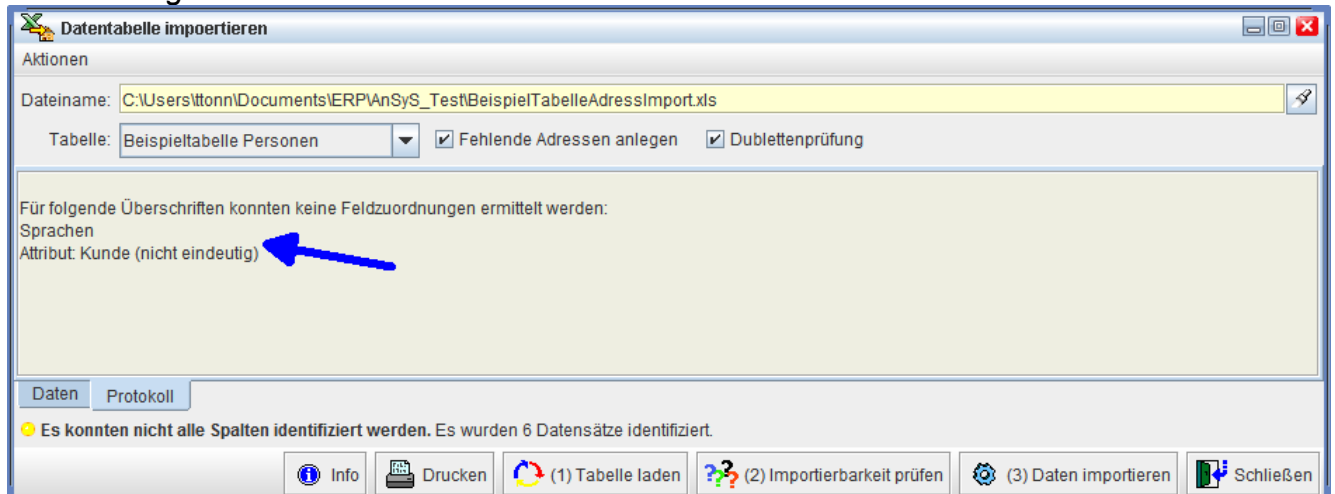 Datentabelle impoertieren
Aktionen
Dateiname: C:\Users\ttonn\Documents\ERP\AnSyS_Test\BeispielTabelleAdressImport.xls
Tabelle: Beispieltabelle Personen Fehlende Adressen anlegen Dublettenprüfung
Für folgende Überschriften konnten keine Feldzuordnungen ermittelt werden:
Sprachen
Attribut: Kunde (nicht eindeutig)
Daten Protokoll
Es konnten nicht alle Spalten identifiziert werden. Es wurden 6 Datensätze identifiziert.
Info Drucken (1) Tabelle laden (2) Importierbarkeit prüfen (3) Daten importieren Schließen